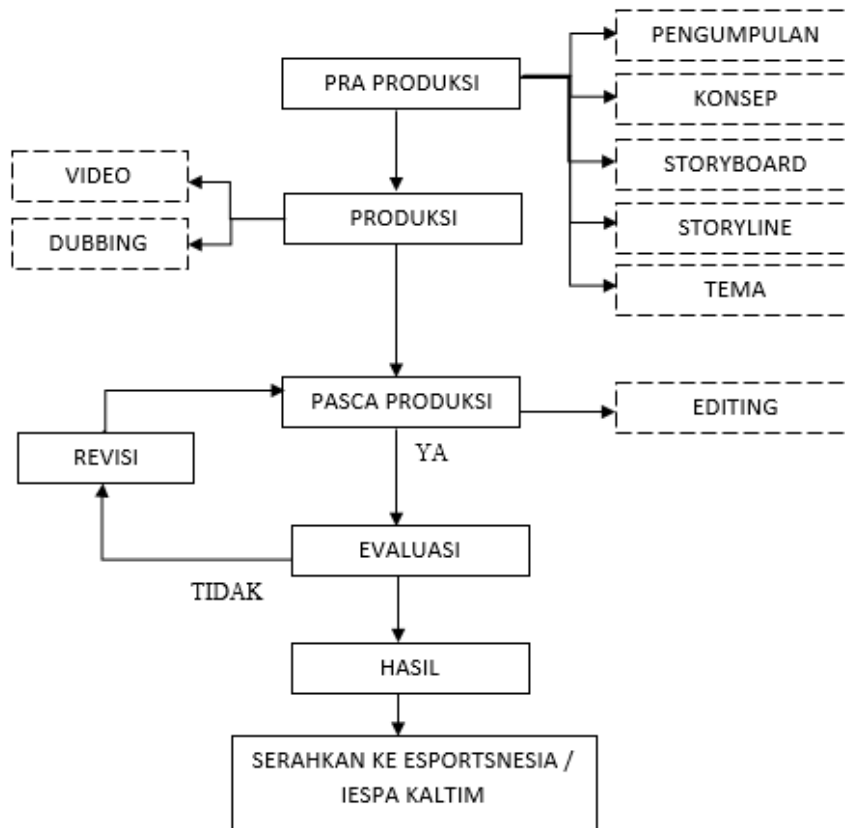 PENGUMPULAN
PRA PRODUKSI
KONSEP
STORYBOARD
VIDEO
PRODUKSI
STORYLINE
DUBBING
TEMA
PASCA PRODUKSI
EDITING
YA
REVISI
EVALUASI
TIDAK
HASIL
SERAHKAN KE ESPORTSNESIA /
IESPA KALTIM